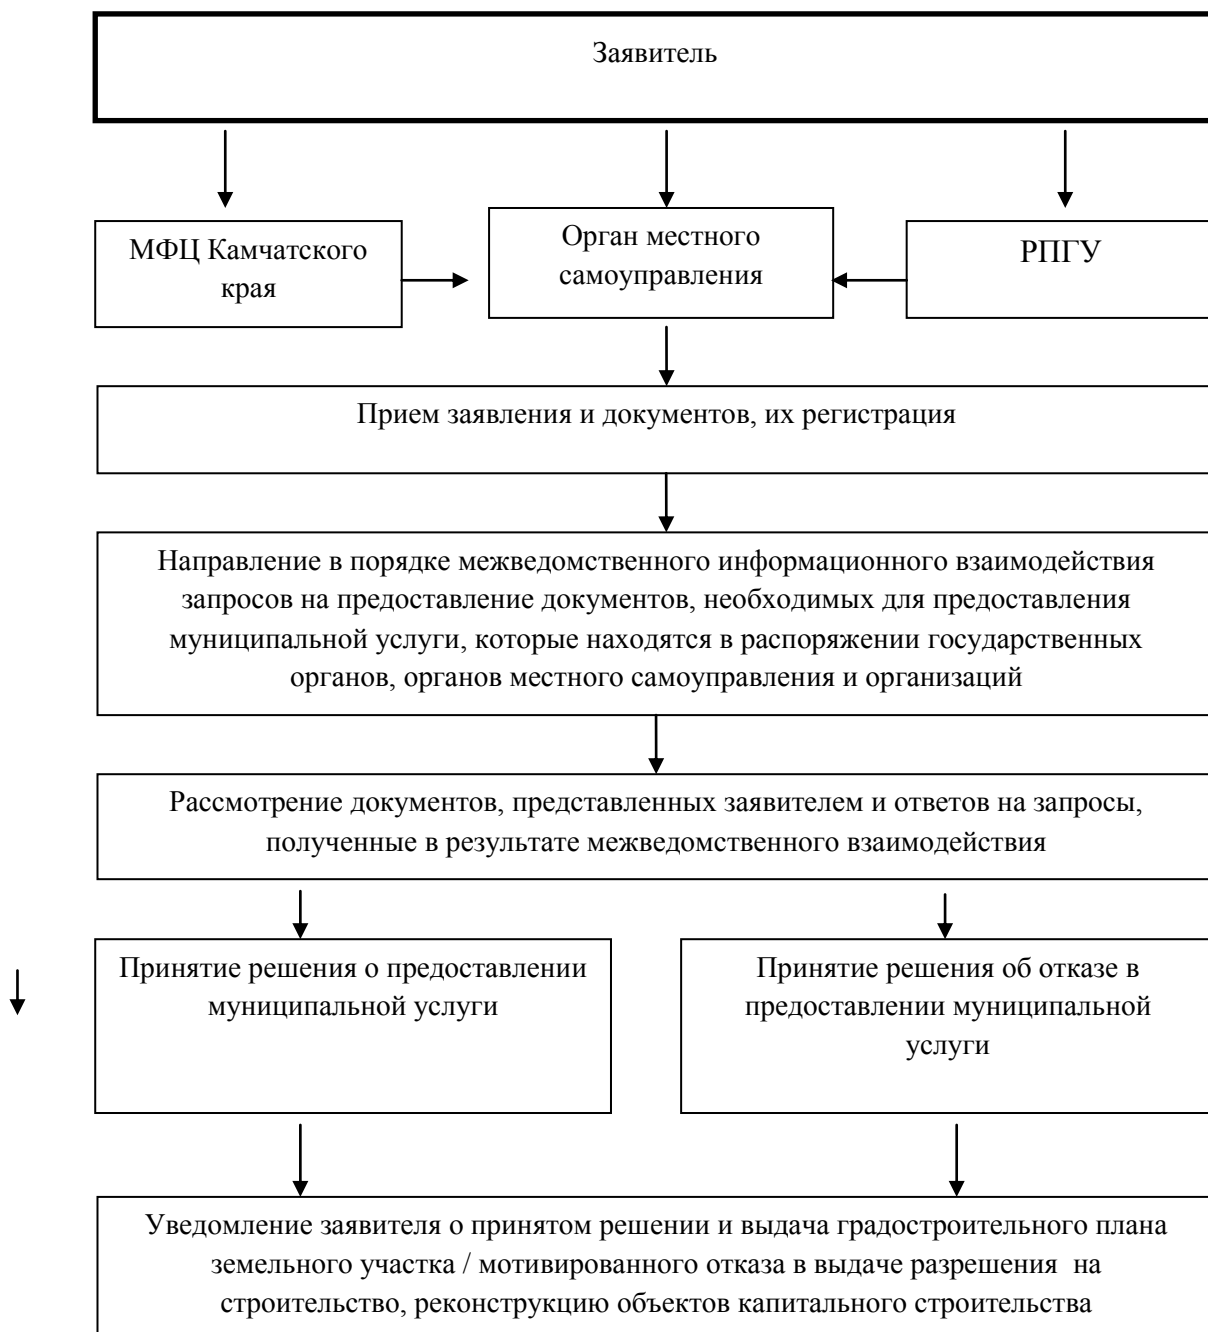 Заявитель
МФЦ Камчатского
края
Орган местного
самоуправления
РПГУ
Прием заявления и документов, их регистрация
Направление в порядке межведомственного информационного взаимодействия
запросов на предоставление документов, необходимых для предоставления
муниципальной услуги, которые находятся в распоряжении государственных
органов, органов местного самоуправления и организаций
Рассмотрение документов, представленных заявителем и ответов на запросы,
полученные в результате межведомственного взаимодействия
Принятие решения о предоставлении
муниципальной услуги
Принятие решения об отказе в
предоставлении муниципальной
услуги
Уведомление заявителя о принятом решении и выдача градостроительного плана
земельного участка / мотивированного отказа в выдаче разрешения  на
строительство, реконструкцию объектов капитального строительства